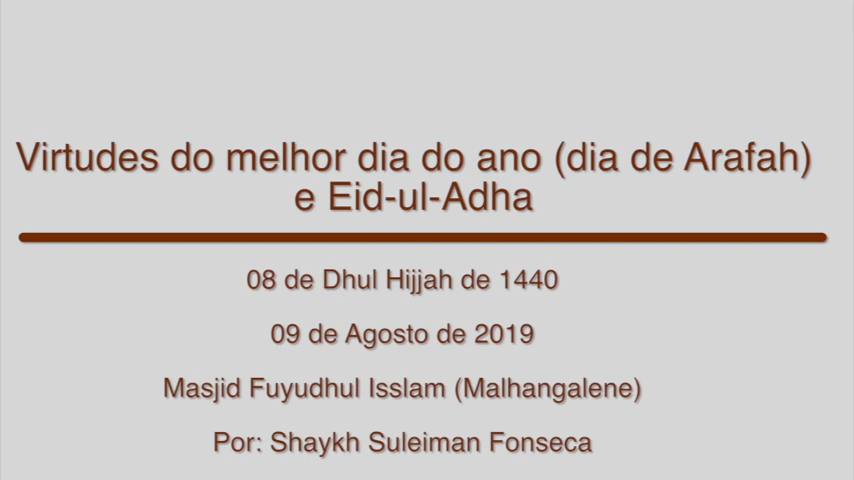 Virtudes do melhor dia do ano (dia de Arafah)
e Eid-ul-Adha
08 de Dhul Hijjah de 1440
09 de Agosto de 2019
Masjid Fuyudhul Isslam (Malhangalene)
Por: Shaykh Suleiman Fonseca